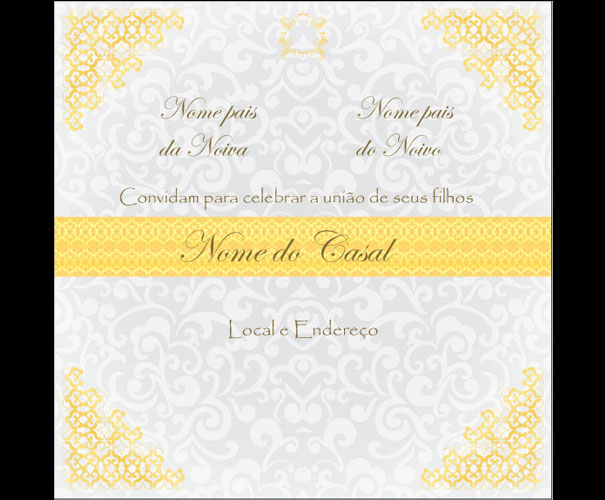 Nome pais
da Noiva
Nome pais
do Noivo
Convidam para celebrar a união de seus filhos
Nome do Casal
Local e Endereço